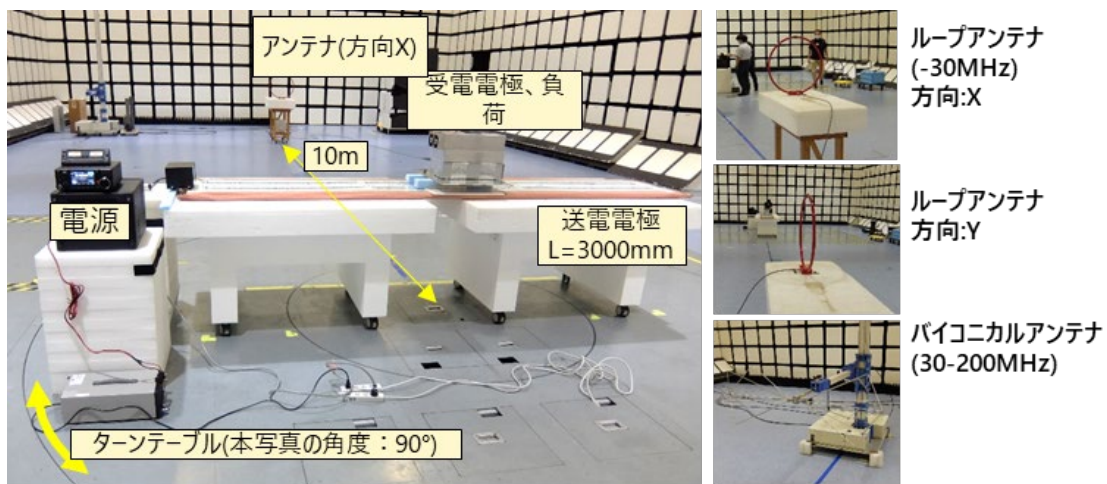 アンテナ(方向X)
受電電極、負
荷
10m
電源
送電電極
L=3000mm
ターンテーブル(本写真の角度：90°)
ループアンテナ
(-30MHz)
方向:X
ループアンテナ
方向:Y
バイコニカルアンテナ
(30-200MHz)